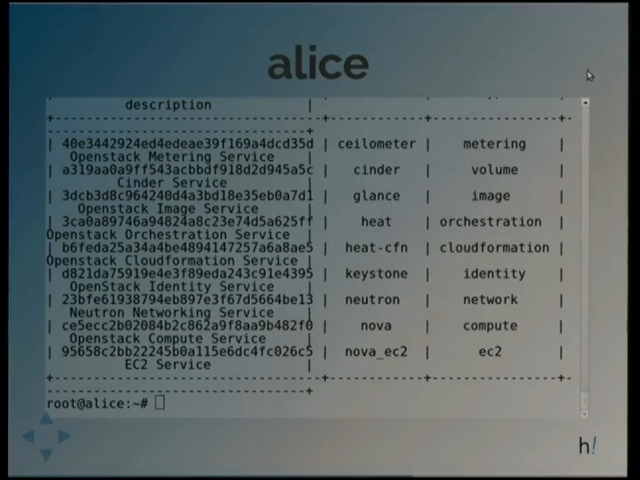 alice
description |
+- - - - - - - - - - - - - - - - - -+- - - - - - - -+- - - - - - - - - -+- -
- - - - - - - - - - - - - - - - - -+
| 40e3442924ed4edeae39f169a4dcd35d | ceilometer | metering |
Openstack Metering Service |
| a319aa0a9ff543acbbdf918d2d945a5c | cinder | volume |
Cinder Service |
| 3dcb3d8c964240d4a3bd18e35eb0a7d1 | glance | image |
Openstack Image Service |
| 3ca0a89746a94824a8c23e74d5a625ff | heat | orchestration |
Openstack Orchestration Service |
| b6feda25a34a4be4894147257a6a8ae5 | heat-cfn | cloudformation |
Openstack Cloudformation Service |
| d821da75919e4e3f89eda243c91e4395 | keystone | identity |
OpenStack Identity Service |
| 23bfe61938794eb897e3f67d5664be13 | neutron | network |
Neutron Networking Service |
| ce5ecc2b02084b2c862a9f8aa9b482f0 | nova | compute |
Openstack Compute Service |
| 95658c2bb22245b0a115e6dc4fc026c5 | nova_ec2 | ec2 |
EC2 Service |
+- - - - - - - - - - - - - - - - - -+- - - - - - - -+- - - - - - - - - -+- -
- - - - - - - - - - - - - - - - - -+
root@alice:~#
h!